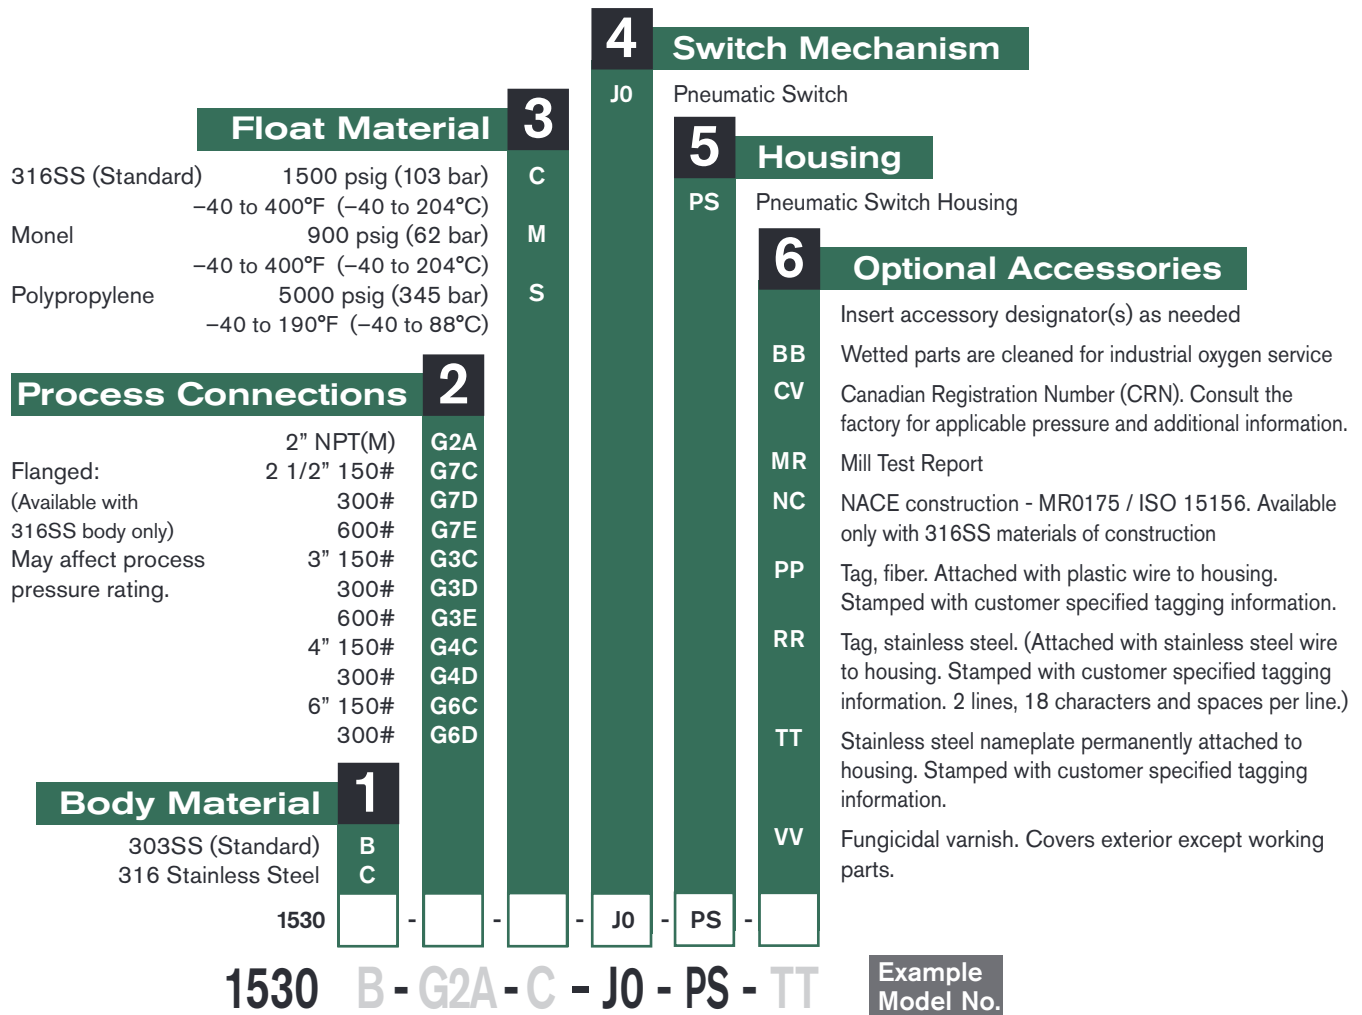 4 Switch Mechanism
J0 Pneumatic Switch
3 Float Material
316SS (Standard) 1500 psig (103 bar) C
–40 to 400°F (–40 to 204°C)
Monel 900 psig (62 bar) M
–40 to 400°F (–40 to 204°C)
Polypropylene 5000 psig (345 bar) S
–40 to 190°F (–40 to 88°C)
5 Housing
PS Pneumatic Switch Housing
6 Optional Accessories
Insert accessory designator(s) as needed
BB Wetted parts are cleaned for industrial oxygen service
CV Canadian Registration Number (CRN). Consult the
factory for applicable pressure and additional information.
MR Mill Test Report
NC NACE construction - MR0175 / ISO 15156. Available
only with 316SS materials of construction
PP Tag, fiber. Attached with plastic wire to housing.
Stamped with customer specified tagging information.
RR Tag, stainless steel. (Attached with stainless steel wire
to housing. Stamped with customer specified tagging
information. 2 lines, 18 characters and spaces per line.)
TT Stainless steel nameplate permanently attached to
housing. Stamped with customer specified tagging
information.
VV Fungicidal varnish. Covers exterior except working
parts.
Process Connections 2
2” NPT(M) G2A
Flanged: 2 1/2” 150# G7C
(Available with 300# G7D
316SS body only) 600# G7E
May affect process 3” 150# G3C
pressure rating. 300# G3D
600# G3E
4” 150# G4C
300# G4D
6” 150# G6C
300# G6D
Body Material 1
303SS (Standard) B
316 Stainless Steel C
1530 - - - J0 - PS -
1530 B - G2A - C - J0 - PS - TT
Example
Model No.